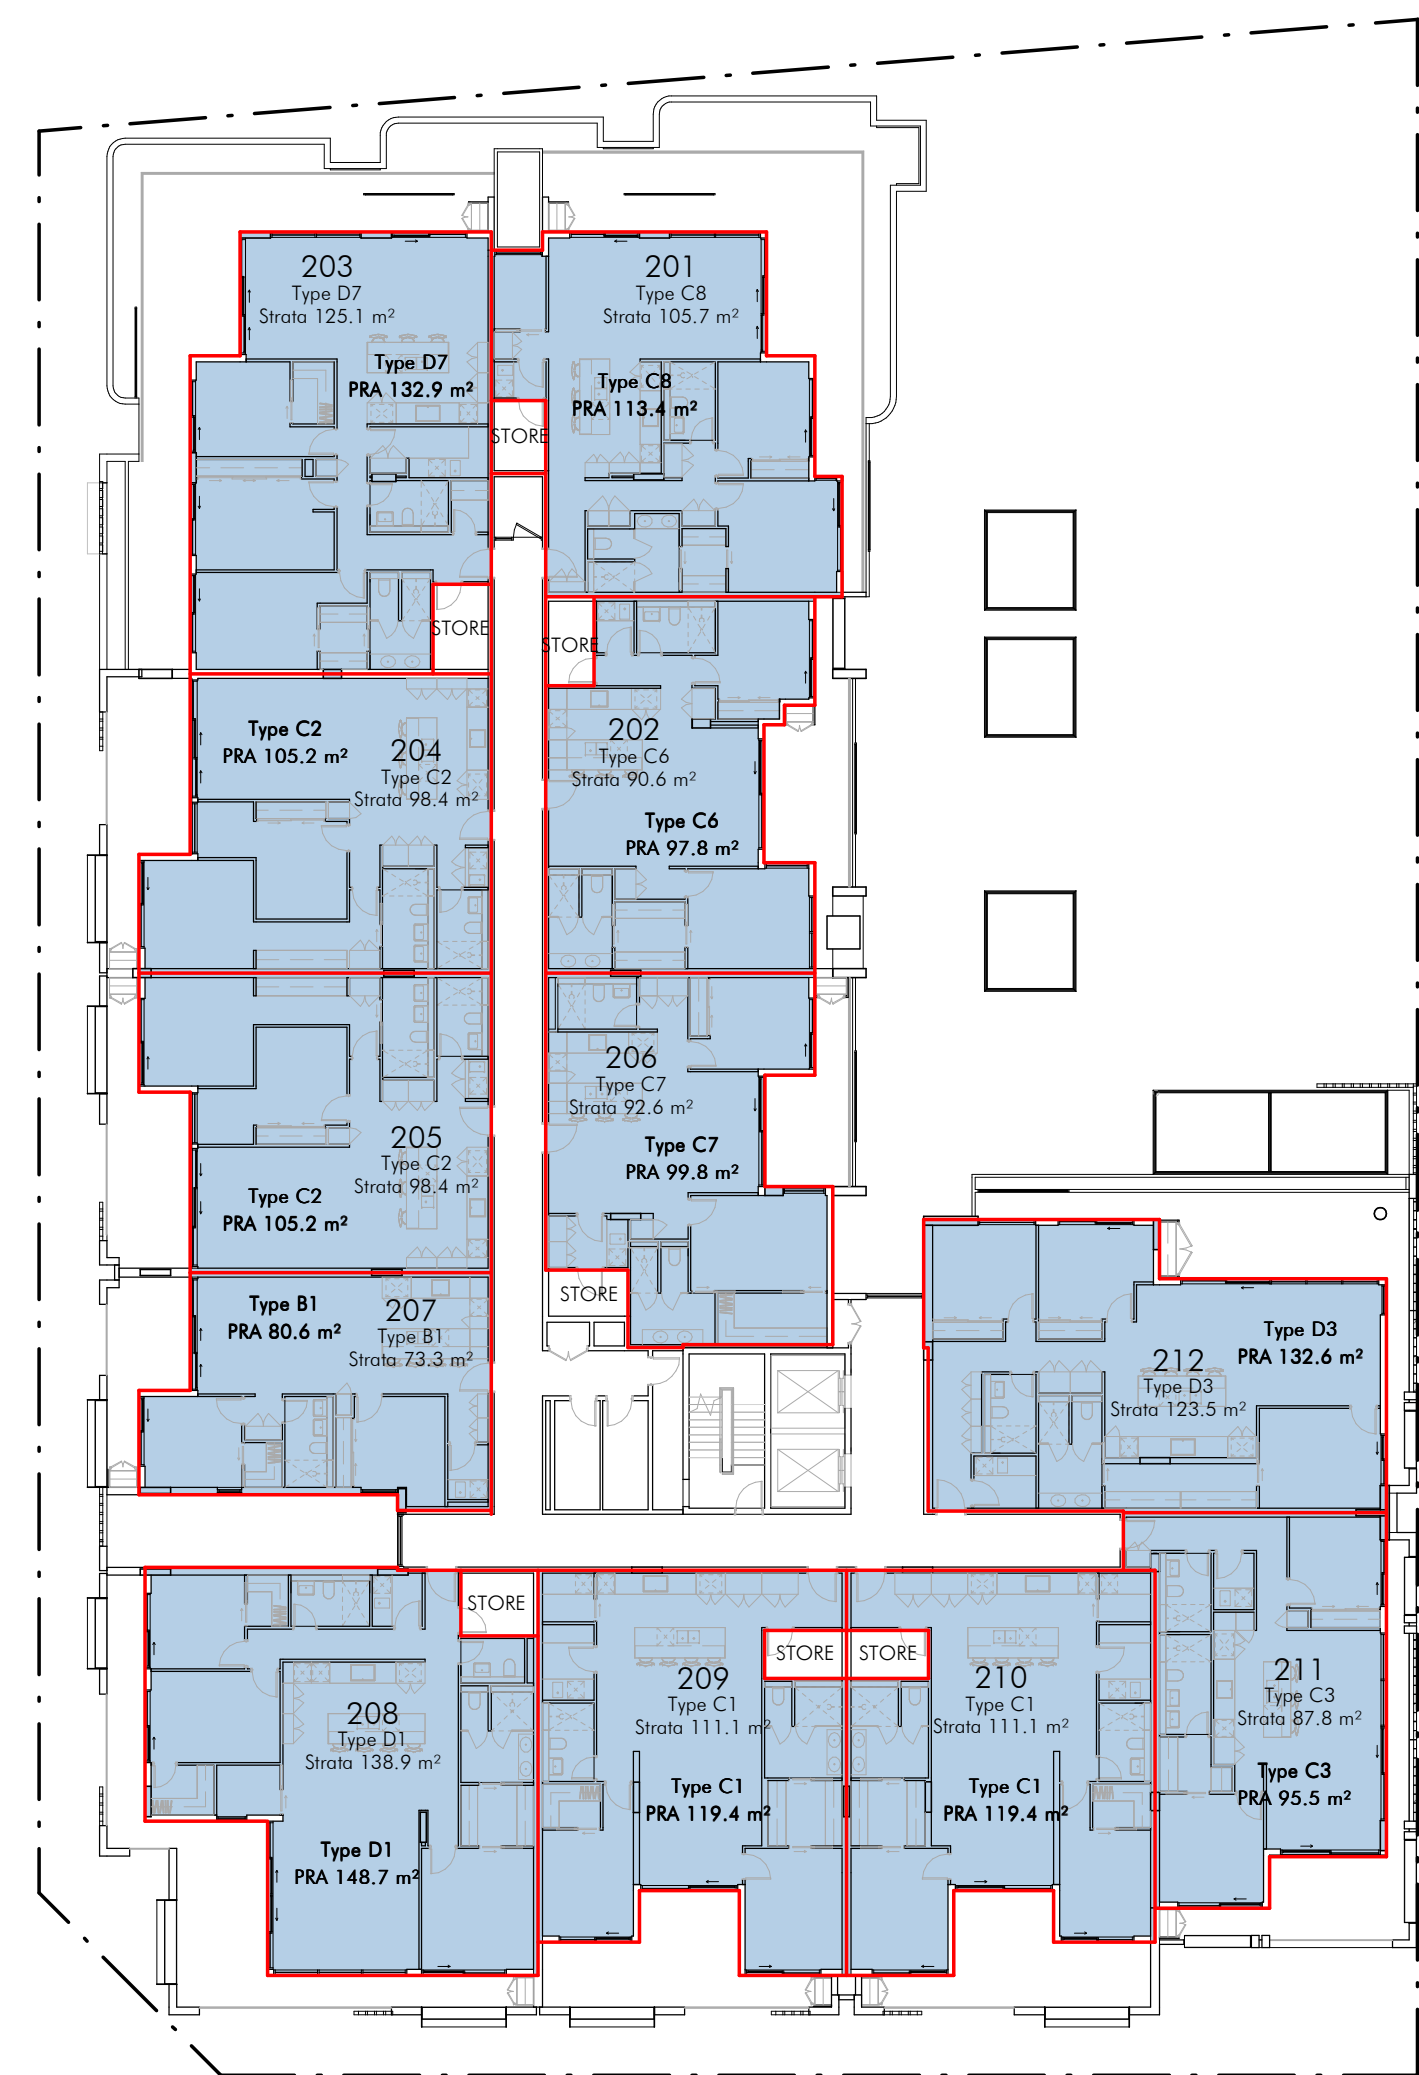 203
Type D7
Strata 125.1 m²
Type D7
PRA 132.9 m²
201
Type C8
Strata 105.7 m²
Type C8
PRA 113.4 m²
STORE
STORE
STORE
Type C2
PRA 105.2 m²
204
Type C2
Strata 98.4 m²
202
Type C6
Strata 90.6 m²
Type C6
PRA 97.8 m²
205
Type C2
Strata 98.4 m²
Type C2
PRA 105.2 m²
206
Type C7
Strata 92.6 m²
Type C7
PRA 99.8 m²
STORE
Type B1
PRA 80.6 m²
207
Type B1
Strata 73.3 m²
Type D3
PRA 132.6 m²
212
Type D3
Strata 123.5 m²
STORE
208
Type D1
Strata 138.9 m²
Type D1
PRA 148.7 m²
STORE
209
Type C1
Strata 111.1 m²
Type C1
PRA 119.4 m²
STORE
210
Type C1
Strata 111.1 m²
Type C1
PRA 119.4 m²
211
Type C3
Strata 87.8 m²
Type C3
PRA 95.5 m²